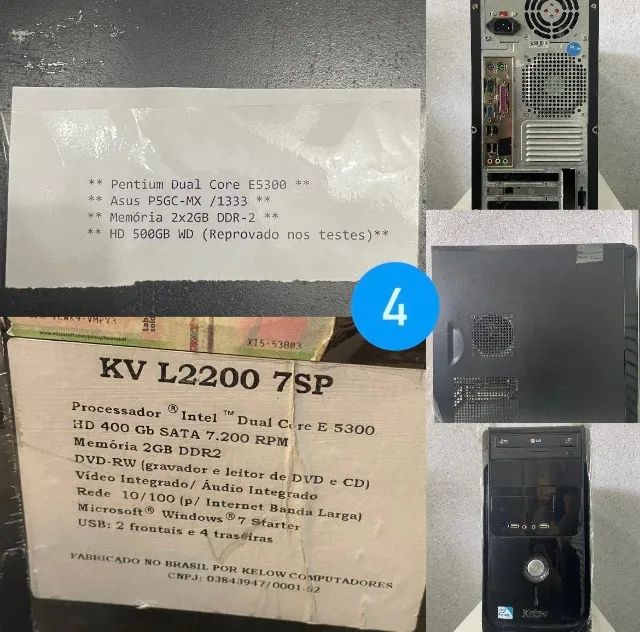 ** Pentium Dual Core E5300 **
** Asus P5GC-MX /1333 **
** Memória 2x2GB DDR-2 **
** HD 500GB WD (Reprovado nos testes)**
4
X15-53803
KV L2200 7SP
Processador ® Intel ™ Dual Core E 5300
HD 400 Gb SATA 7.200 RPM
Memória 2GB DDR2
DVD-RW (gravador e leitor de DVD e CD)
Vídeo Integrado/ Áudio Integrado
Rede 10/100 (p/ Internet Banda Larga)
Microsoft® Windows® 7 Starter
USB: 2 frontais e 4 traseiras
FABRICADO NO BRASIL POR KELOW COMPUTADORES
CNPJ: 03843947/0001-52
LG
Kelow